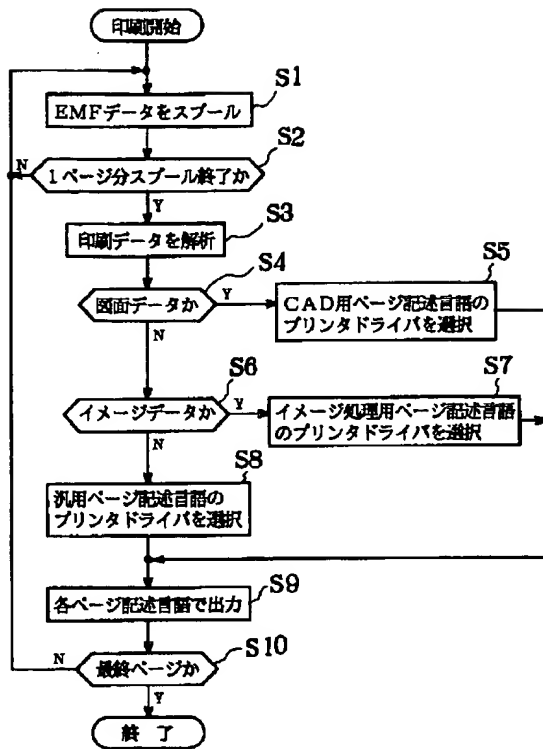 印刷開始
S1
EMFデータをスプール
S2
N
1ページ分スプール終了か
Y
S3
印刷データを解析
S4
図面データか
Y
N
S5
CAD用ページ記述言語の
プリンタドライバを選択
S6
イメージデータか
Y
N
S7
イメージ処理用ページ記述言語
のプリンタドライバを選択
S8
汎用ページ記述言語の
プリンタドライバを選択
S9
各ページ記述言語で出力
S10
N
最終ページか
Y
終了